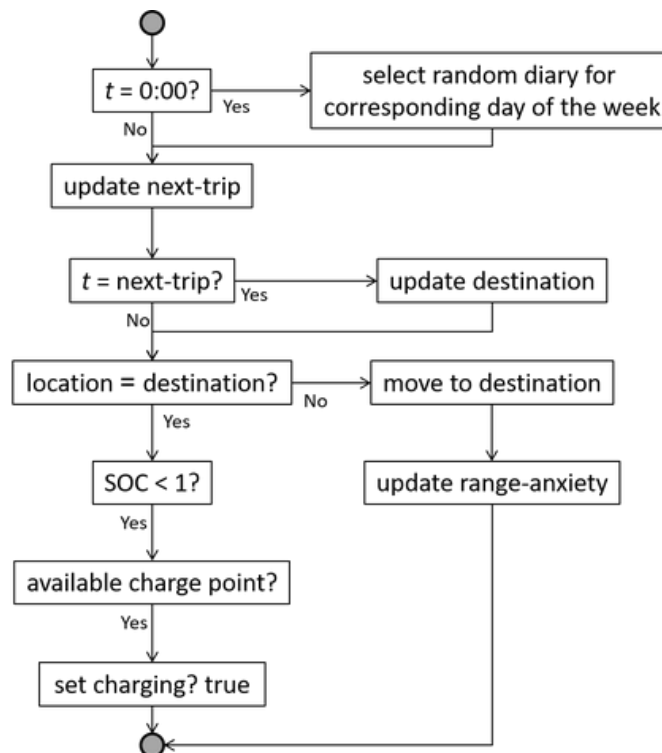 t = 0:00?
Yes
select random diary for
corresponding day of the week
No
update next-trip
t = next-trip?
Yes
update destination
No
location = destination?
No
move to destination
Yes
SOC < 1?
update range-anxiety
Yes
available charge point?
Yes
set charging? true